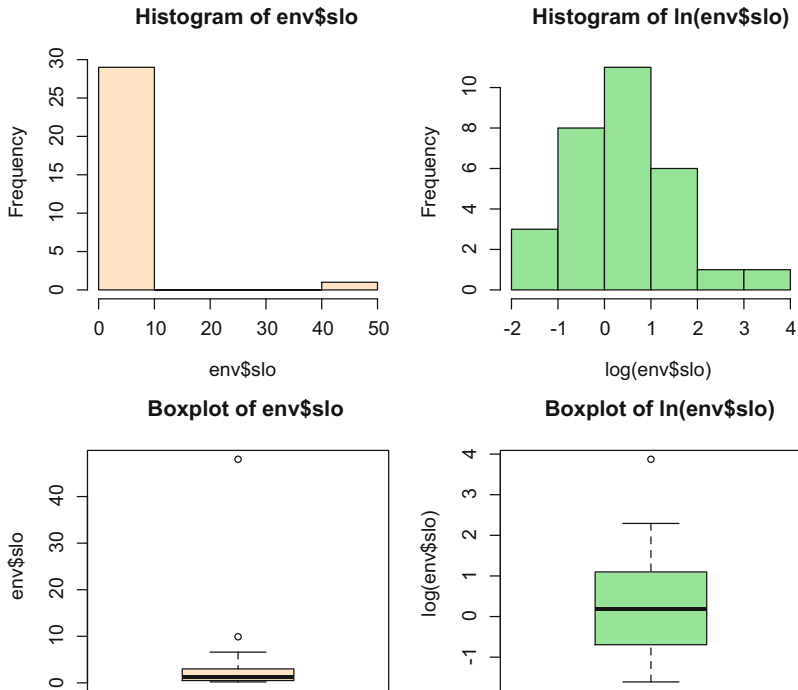 Histogram of env$slo
Frequency
30
25
20
15
10
5
0
0 10 20 30 40 50
env$slo
Histogram of ln(env$slo)
Frequency
10
8
6
4
2
0
-2 -1 0 1 2 3 4
log(env$slo)
Boxplot of env$slo
env$slo
40
30
20
10
0
Boxplot of ln(env$slo)
log(env$slo)
4
3
2
1
0
-1